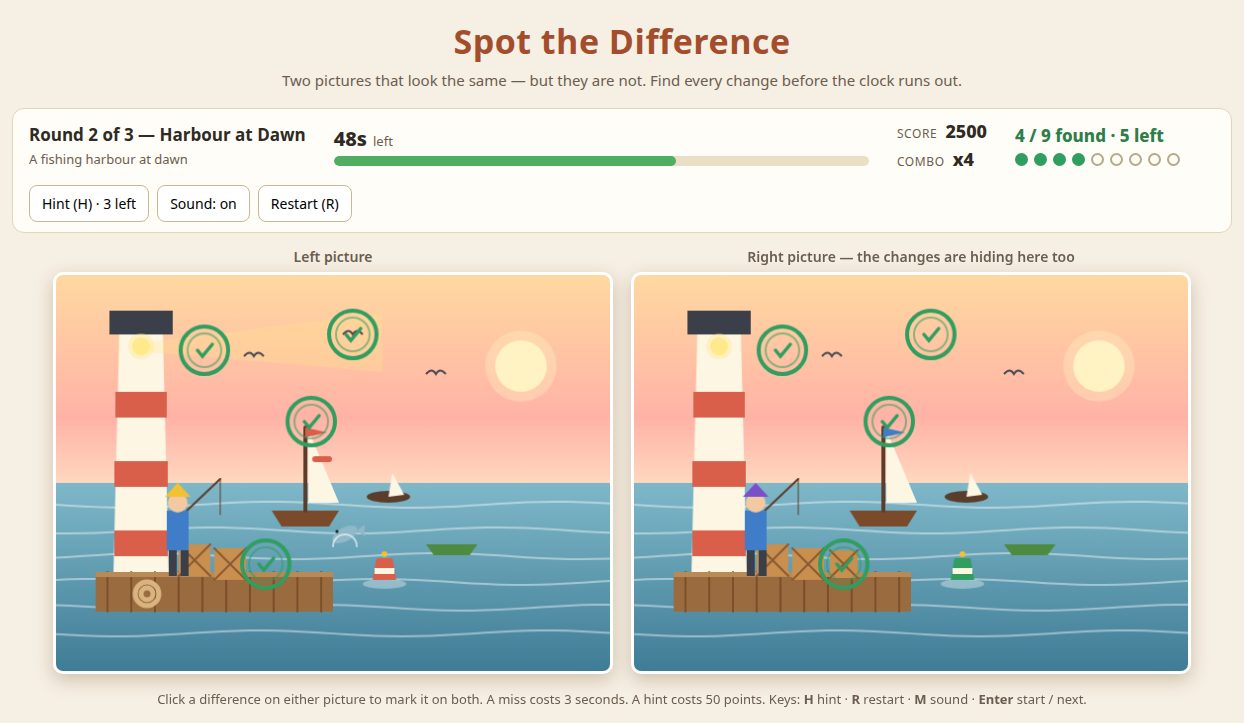 Spot the Difference
Two pictures that look the same — but they are not. Find every change before the clock runs out.
Round 2 of 3 — Harbour at Dawn
A fishing harbour at dawn
48s left
SCORE 2500
COMBO x4
4 / 9 found · 5 left
Hint (H) · 3 left
Sound: on
Restart (R)
Left picture
Right picture — the changes are hiding here too
Click a difference on either picture to mark it on both. A miss costs 3 seconds. A hint costs 50 points. Keys: H hint · R restart · M sound · Enter start / next.